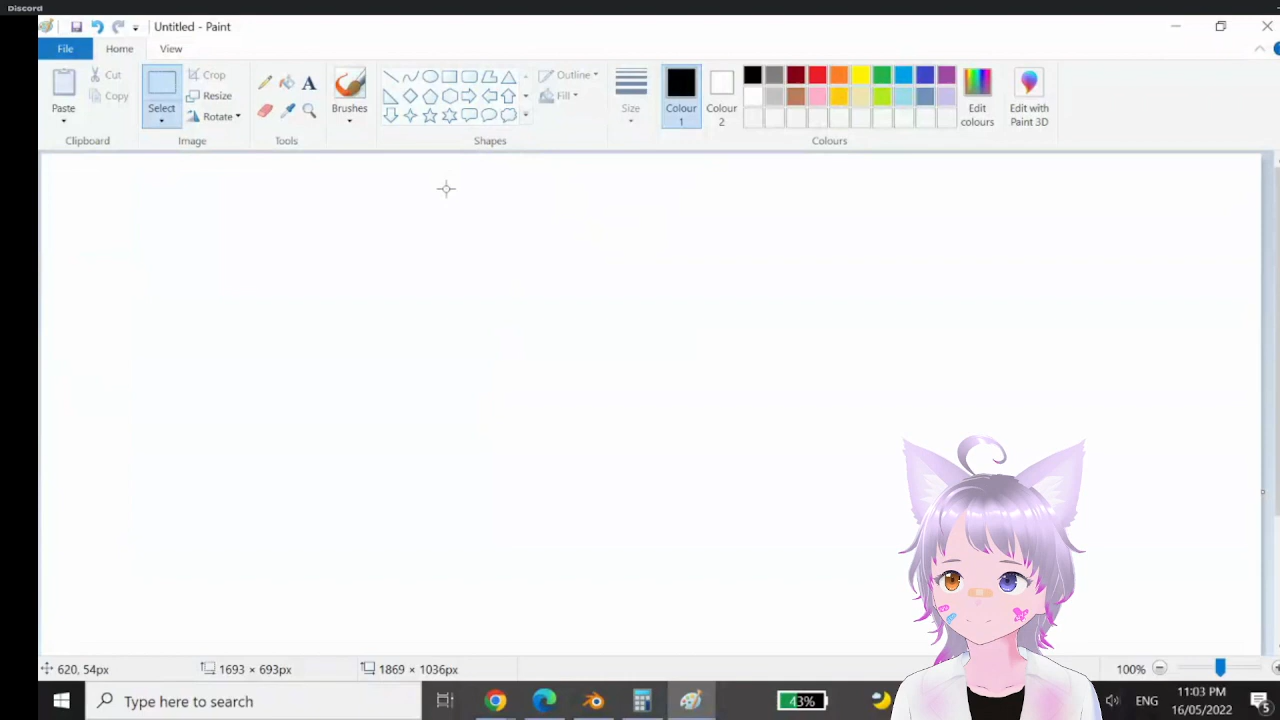 Discord
Untitled - Paint
File Home View
Paste Cut Copy Clipboard
Select Crop Resize Rotate Image
Tools
Brushes
Shapes Outline Fill
Size
Colour 1 Colour 2 Edit colours Colours
Edit with Paint 3D
620, 54px 1693 × 693px 1869 × 1036px 100%
Type here to search 43% ENG 11:03 PM 16/05/2022 5